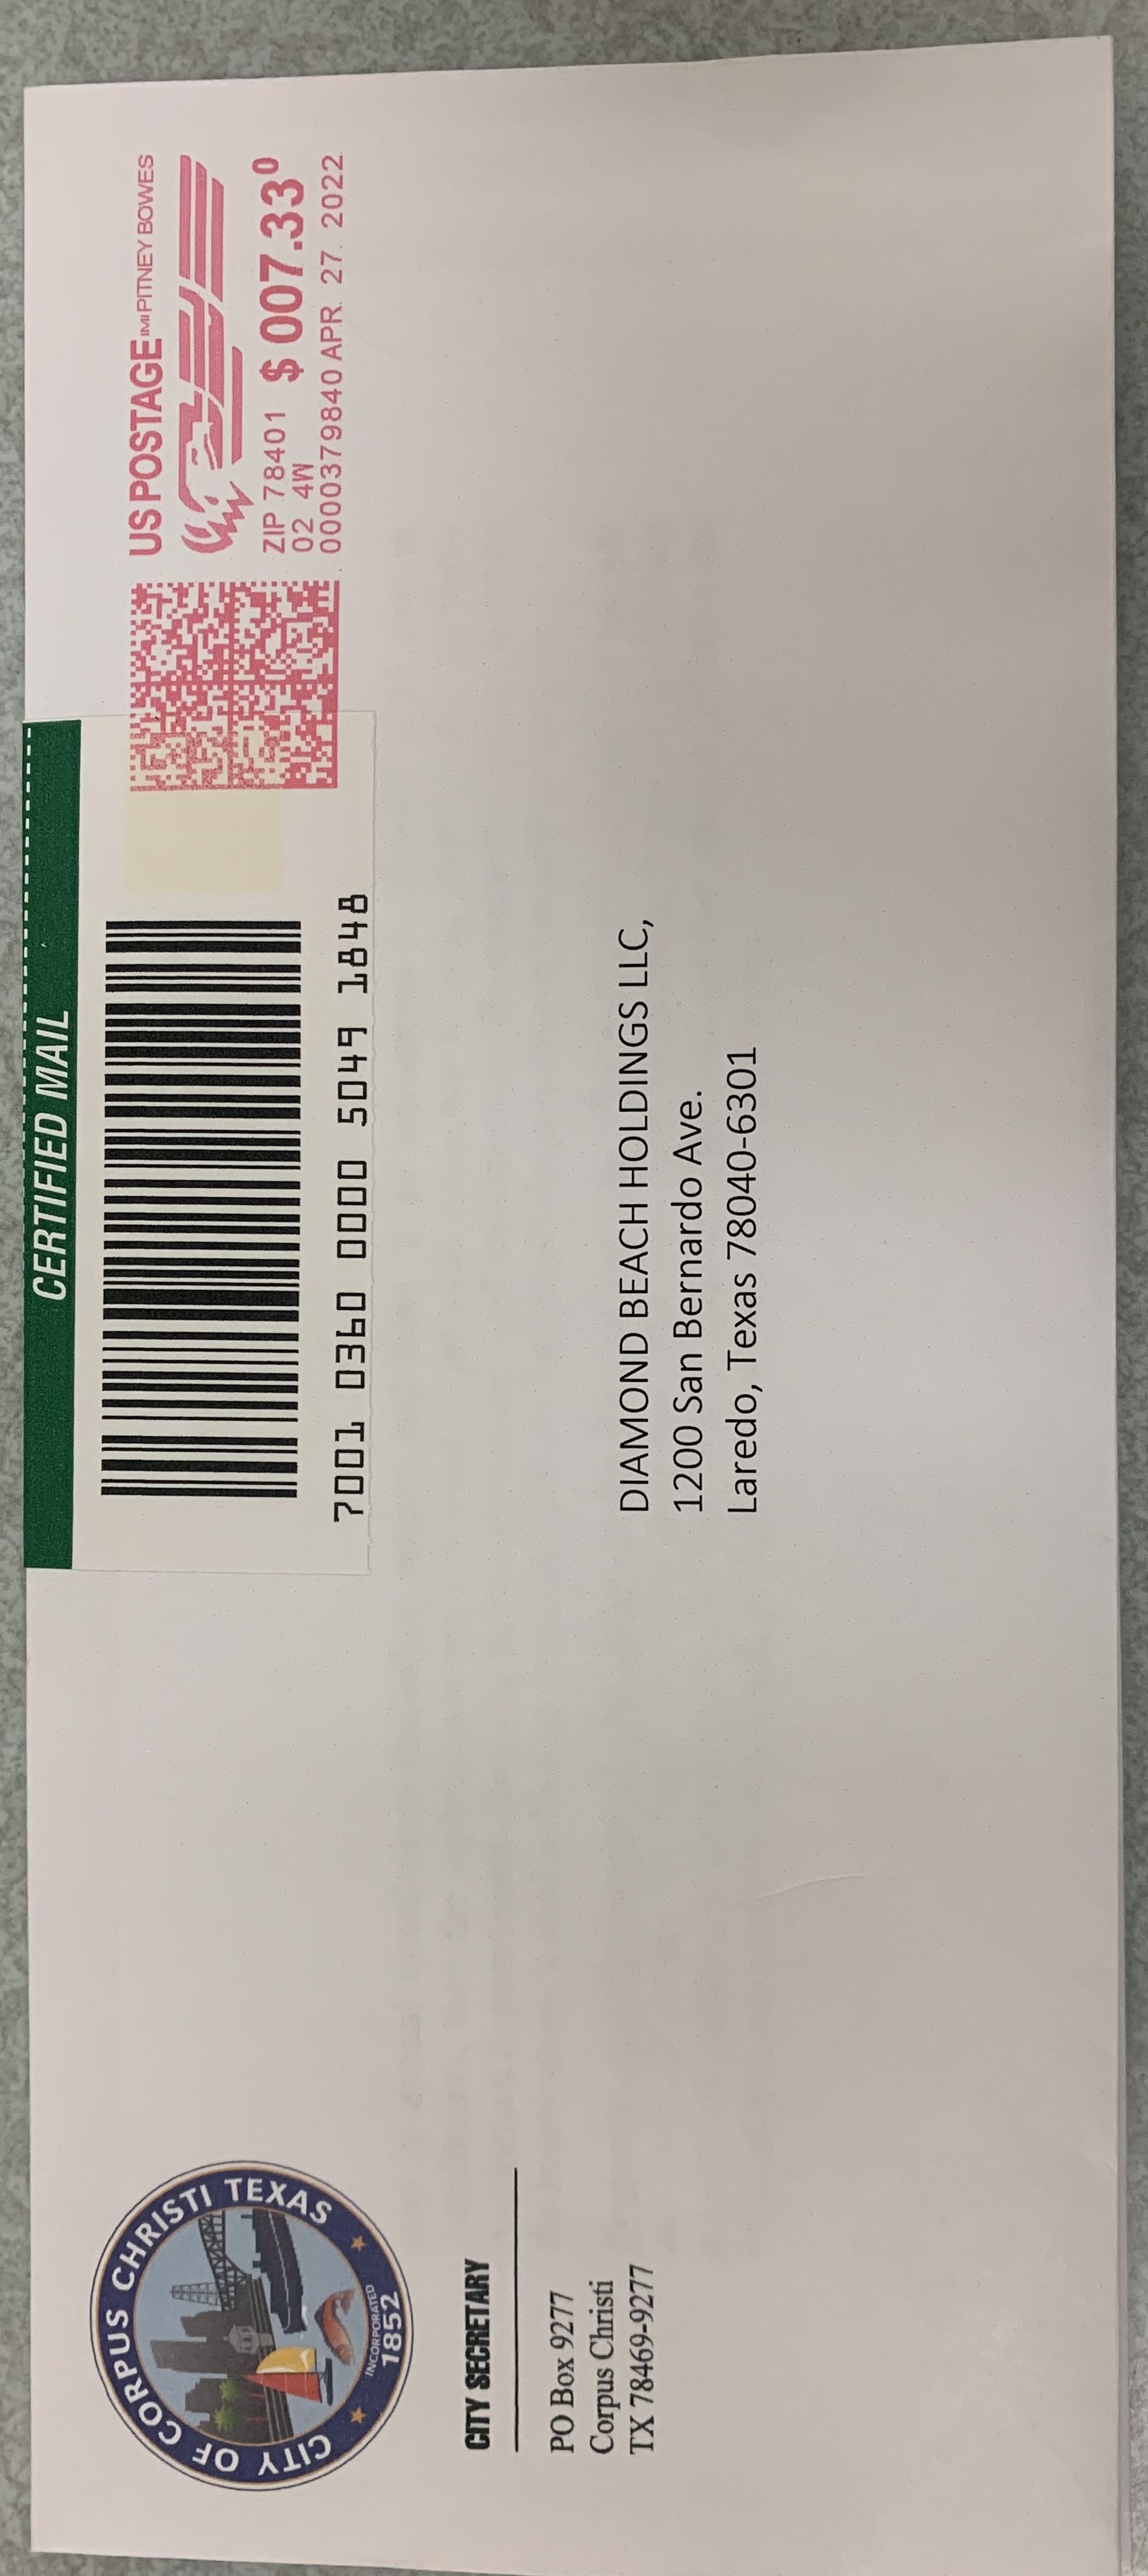 CITY OF CORPUS CHRISTI TEXAS
INCORPORATED
1852
CITY SECRETARY
PO Box 9277
Corpus Christi
TX 78469-9277
CERTIFIED MAIL
7001 0360 0000 5049 1848
US POSTAGE IMI PITNEY BOWES
ZIP 78401 $ 007.33⁰
02 4W
0000379840 APR. 27. 2022
DIAMOND BEACH HOLDINGS LLC,
1200 San Bernardo Ave.
Laredo, Texas 78040-6301